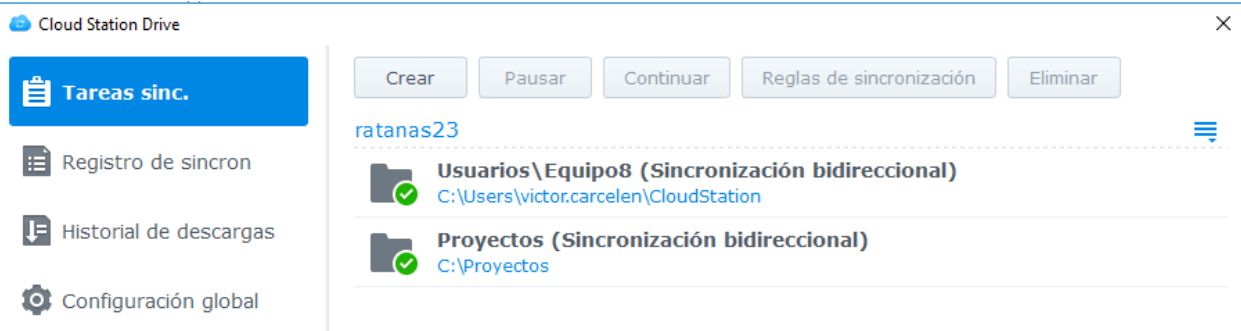 Cloud Station Drive
Tareas sinc.
Registro de sincron
Historial de descargas
Configuración global
Crear Pausar Continuar Reglas de sincronización Eliminar
ratanas23
Usuarios\Equipo8 (Sincronización bidireccional)
C:\Users\victor.carcelen\CloudStation
Proyectos (Sincronización bidireccional)
C:\Proyectos